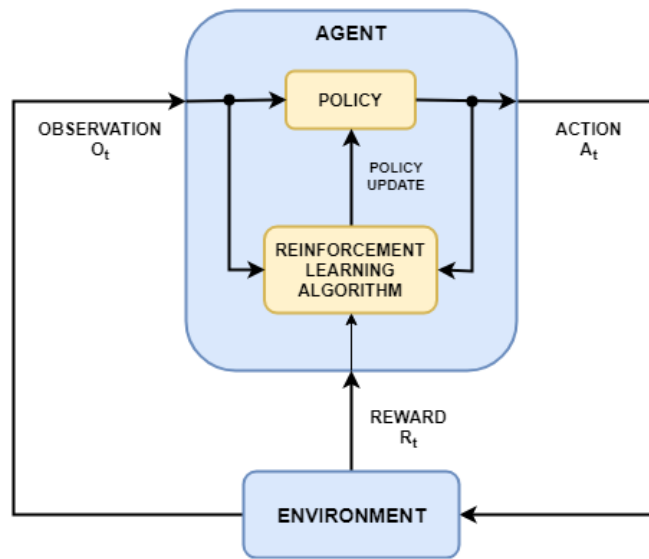 AGENT
POLICY
OBSERVATION
Oₜ
ACTION
Aₜ
POLICY
UPDATE
REINFORCEMENT
LEARNING
ALGORITHM
REWARD
Rₜ
ENVIRONMENT